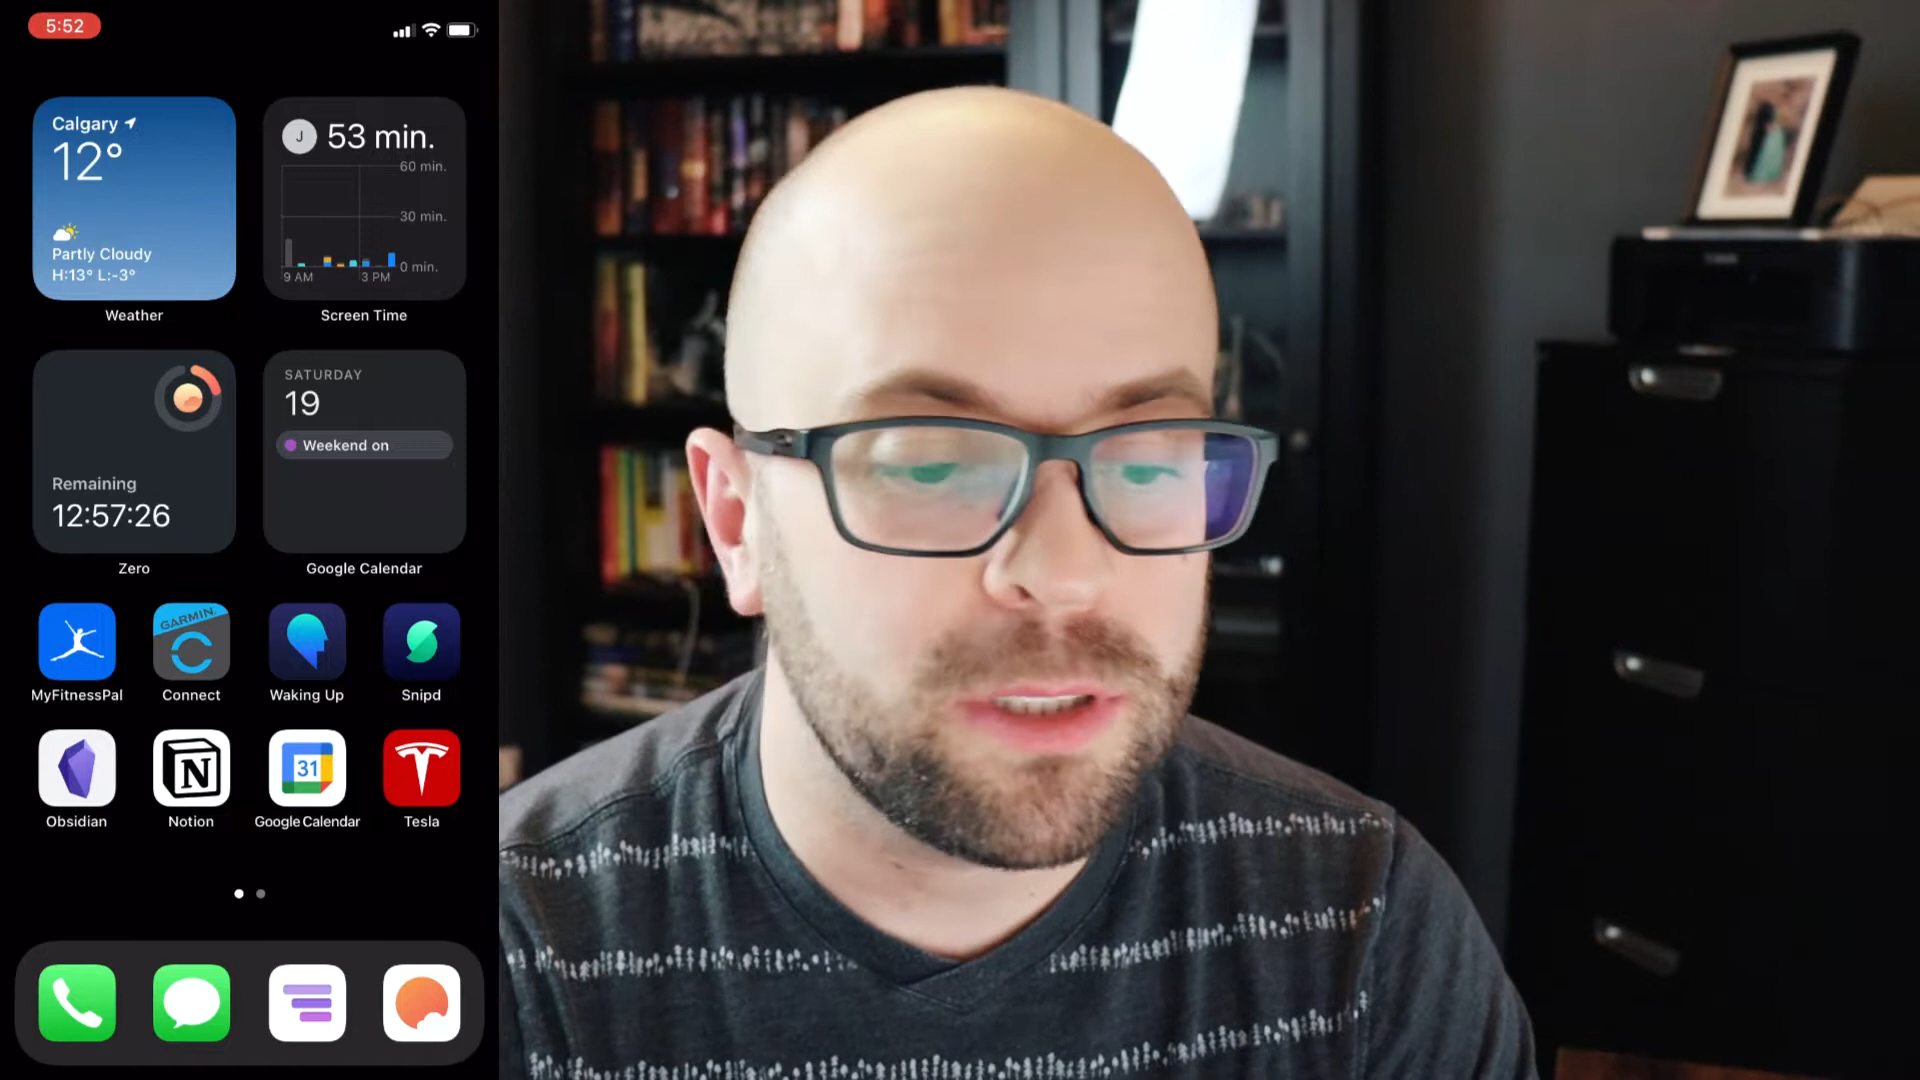 5:52
Calgary
12°
Partly Cloudy
H:13° L:-3°
Weather
J
53 min.
60 min.
30 min.
0 min.
9 AM
3 PM
Screen Time
Remaining
12:57:26
Zero
SATURDAY
19
Weekend on
Google Calendar
GARMIN.
MyFitnessPal
Connect
Waking Up
Snipd
N
31
Obsidian
Notion
Google Calendar
Tesla